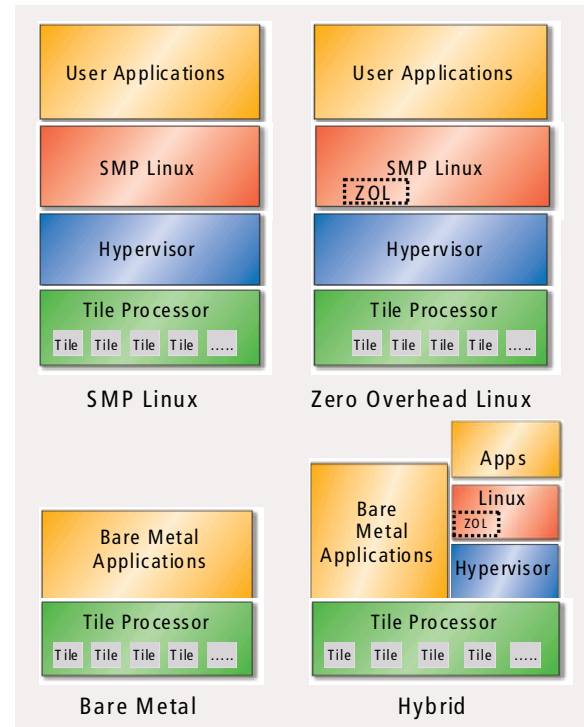 User Applications
SMP Linux
Hypervisor
Tile Processor
Tile Tile Tile Tile .....
SMP Linux
User Applications
SMP Linux
ZOL
Hypervisor
Tile Processor
Tile Tile Tile Tile .....
Zero Overhead Linux
Bare Metal
Applications
Tile Processor
Tile Tile Tile Tile .....
Bare Metal
Bare
Metal
Applications
Apps
Linux
ZOL
Hypervisor
Tile Processor
Tile Tile Tile Tile .....
Hybrid